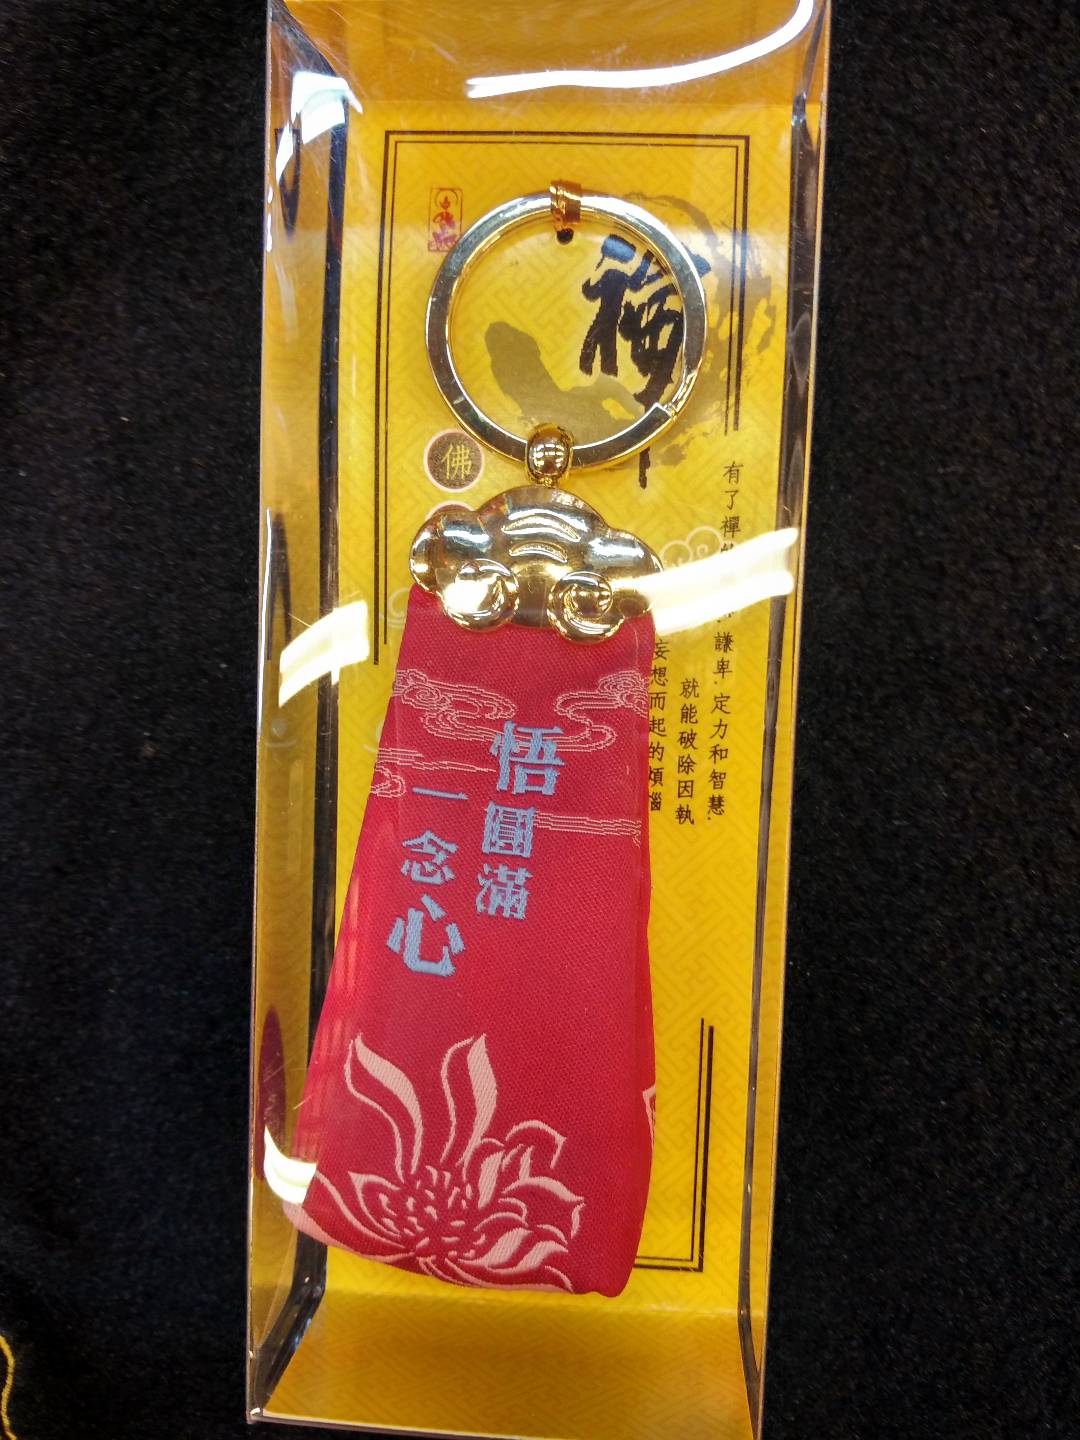 禪
佛
有了禪
謙卑.定力和智慧.
就能破除因執
妄想而起的煩惱
悟圓滿
一念心